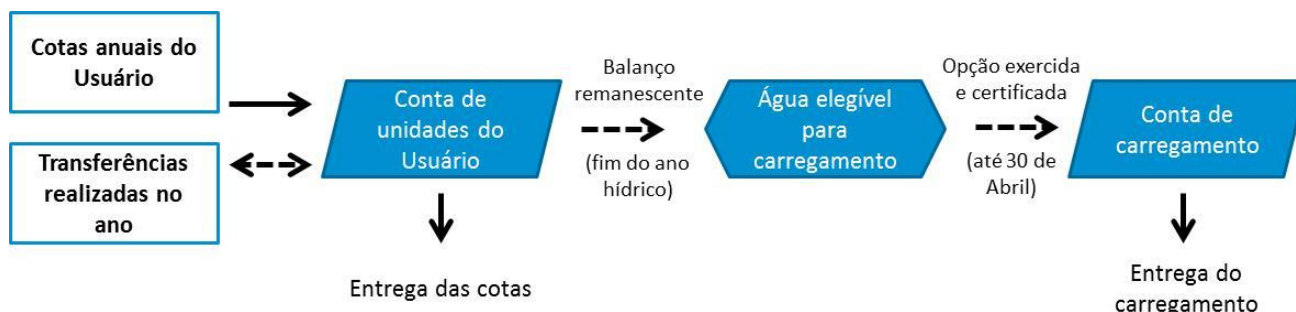 Cotas anuais do
Usuário
Transferências
realizadas no
ano
Conta de
unidades do
Usuário
Entrega das cotas
Balanço
remanescente
(fim do ano
hídrico)
Água elegível
para
carregamento
Opção exercida
e certificada
(até 30 de
Abril)
Conta de
carregamento
Entrega do
carregamento